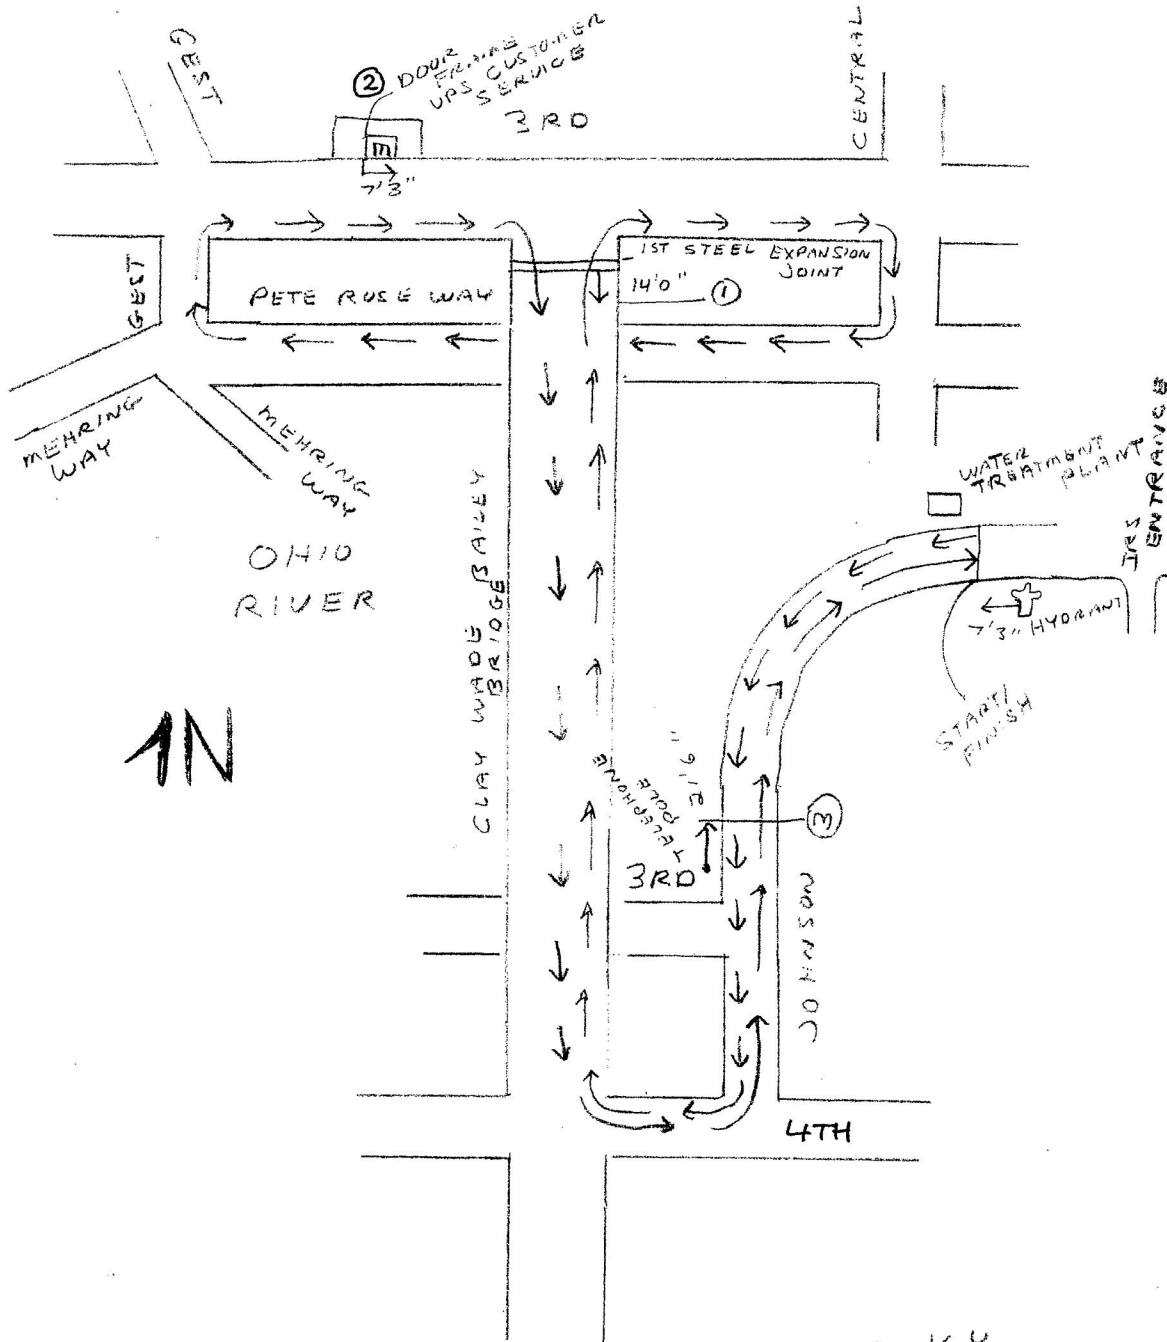 GEST
② DOOR
FRAME
UPS CUSTOMER
SERVICE
3RD
CENTRAL
7'3"
GEST
PETE ROSE WAY
1ST STEEL EXPANSION
JOINT
14'0"
①
MEHRING
WAY
MEHRING
WAY
WATER
TREATMENT
PLANT
IRS
ENTRANCE
OHIO
RIVER
CLAY WADE BAILEY
BRIDGE
7'3" HYDRANT
START/
FINISH
N
TELEPHONE
POLE
21'6"
③
3RD
JOHNSON
4TH